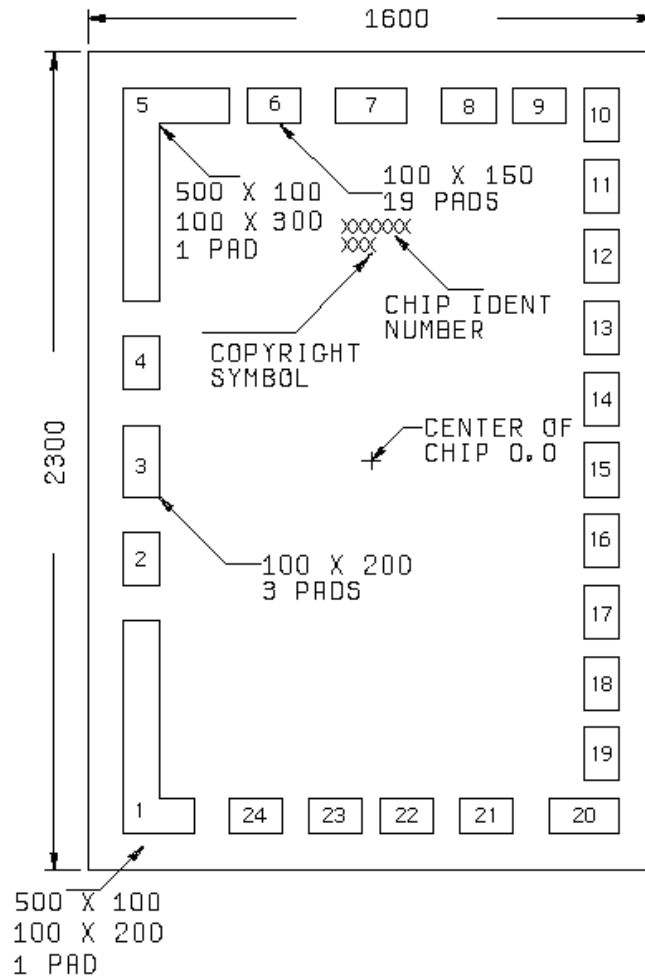 1600
5
6
7
8
9
10
500 X 100
100 X 300
1 PAD
100 X 150
19 PADS
11
XXXXXX
XXX
12
CHIP IDENT
NUMBER
COPYRIGHT
SYMBOL
13
4
14
CENTER OF
CHIP 0,0
2300
3
15
2
100 X 200
3 PADS
16
17
18
19
1
24
23
22
21
20
500 X 100
100 X 200
1 PAD